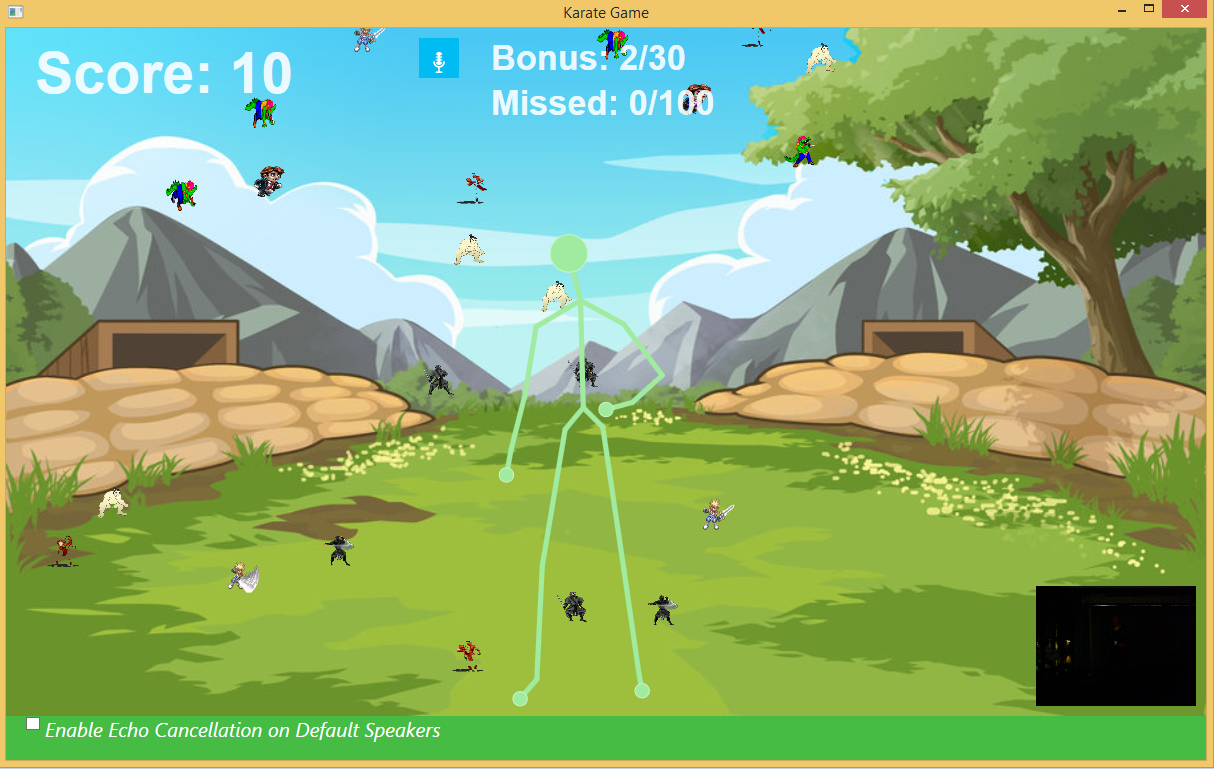 Karate Game
Score: 10
Bonus: 2/30
Missed: 0/100
Enable Echo Cancellation on Default Speakers